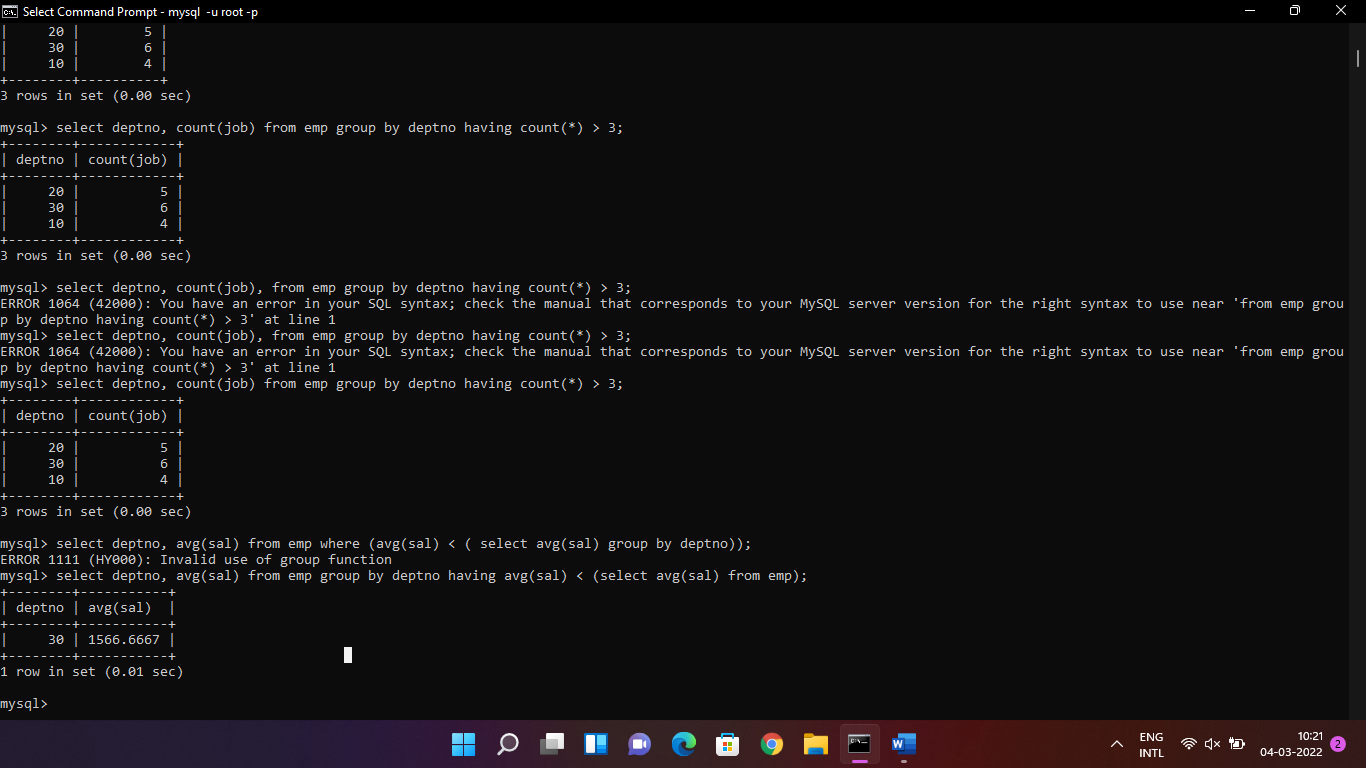 Select Command Prompt - mysql -u root -p
|     20 |        5 |
|     30 |        6 |
|     10 |        4 |
+--------+----------+
3 rows in set (0.00 sec)
mysql> select deptno, count(job) from emp group by deptno having count(*) > 3;
+--------+------------+
| deptno | count(job) |
+--------+------------+
|     20 |          5 |
|     30 |          6 |
|     10 |          4 |
+--------+------------+
3 rows in set (0.00 sec)
mysql> select deptno, count(job), from emp group by deptno having count(*) > 3;
ERROR 1064 (42000): You have an error in your SQL syntax; check the manual that corresponds to your MySQL server version for the right syntax to use near 'from emp grou
p by deptno having count(*) > 3' at line 1
mysql> select deptno, count(job), from emp group by deptno having count(*) > 3;
ERROR 1064 (42000): You have an error in your SQL syntax; check the manual that corresponds to your MySQL server version for the right syntax to use near 'from emp grou
p by deptno having count(*) > 3' at line 1
mysql> select deptno, count(job) from emp group by deptno having count(*) > 3;
+--------+------------+
| deptno | count(job) |
+--------+------------+
|     20 |          5 |
|     30 |          6 |
|     10 |          4 |
+--------+------------+
3 rows in set (0.00 sec)
mysql> select deptno, avg(sal) from emp where (avg(sal) < ( select avg(sal) group by deptno));
ERROR 1111 (HY000): Invalid use of group function
mysql> select deptno, avg(sal) from emp group by deptno having avg(sal) < (select avg(sal) from emp);
+--------+-----------+
| deptno | avg(sal)  |
+--------+-----------+
|     30 | 1566.6667 |
+--------+-----------+
1 row in set (0.01 sec)
mysql>
ENG
INTL
10:21
04-03-2022
2